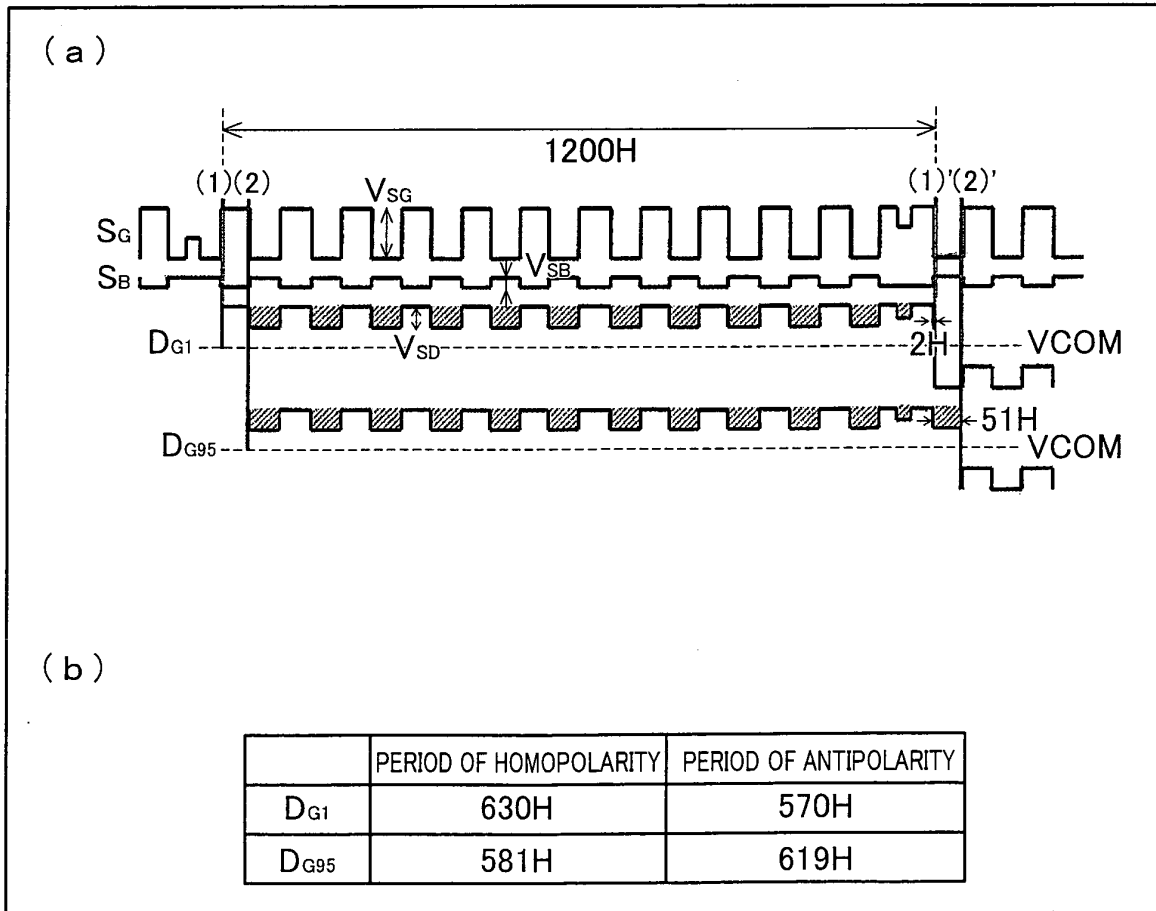 (a)
1200H
(1)(2) VSG (1)'(2)'
SG
SB VSB
DG1 VSD 2H VCOM
51H
DG95 VCOM
(b)
PERIOD OF HOMOPOLARITY PERIOD OF ANTIPOLARITY
DG1 630H 570H
DG95 581H 619H